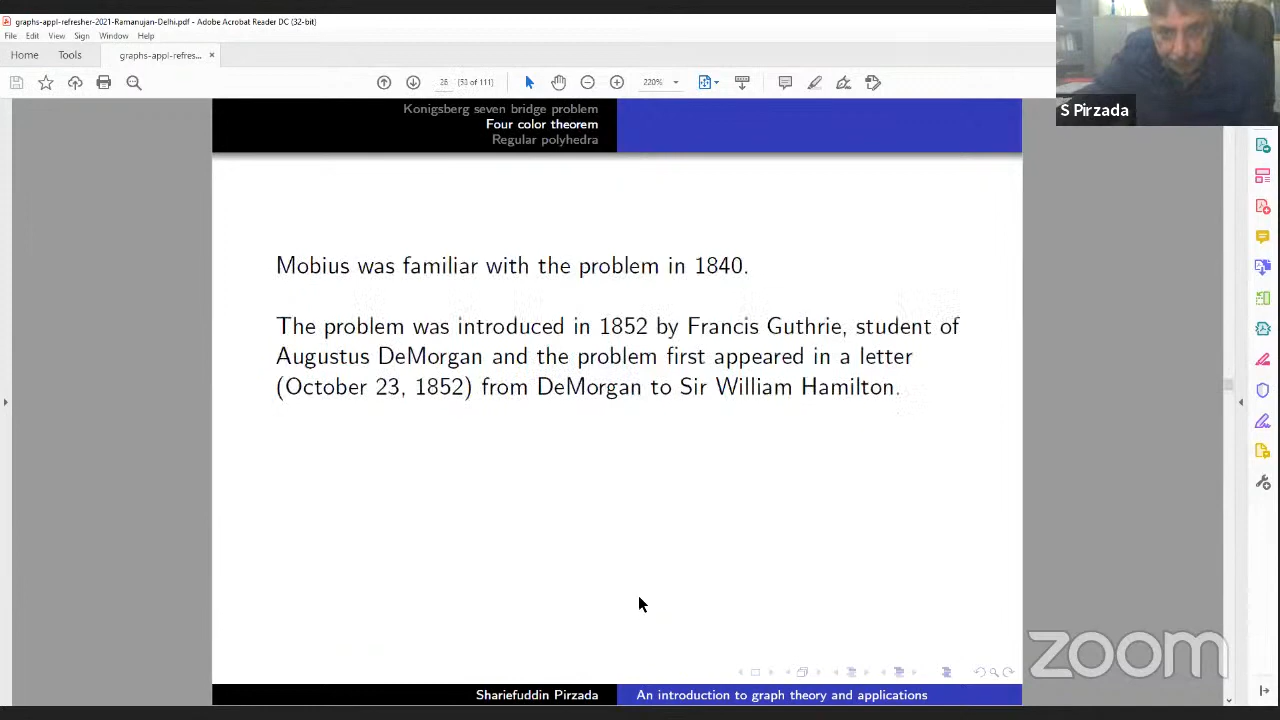 graphs-appl-refresher-2021-Ramanujan-Delhi.pdf - Adobe Acrobat Reader DC (32-bit)
File Edit View Sign Window Help
Home Tools graphs-appl-refres... ×
26 (53 of 111) 220%
S Pirzada
Konigsberg seven bridge problem
Four color theorem
Regular polyhedra
Mobius was familiar with the problem in 1840.
The problem was introduced in 1852 by Francis Guthrie, student of
Augustus DeMorgan and the problem first appeared in a letter
(October 23, 1852) from DeMorgan to Sir William Hamilton.
zoom
Shariefuddin Pirzada An introduction to graph theory and applications